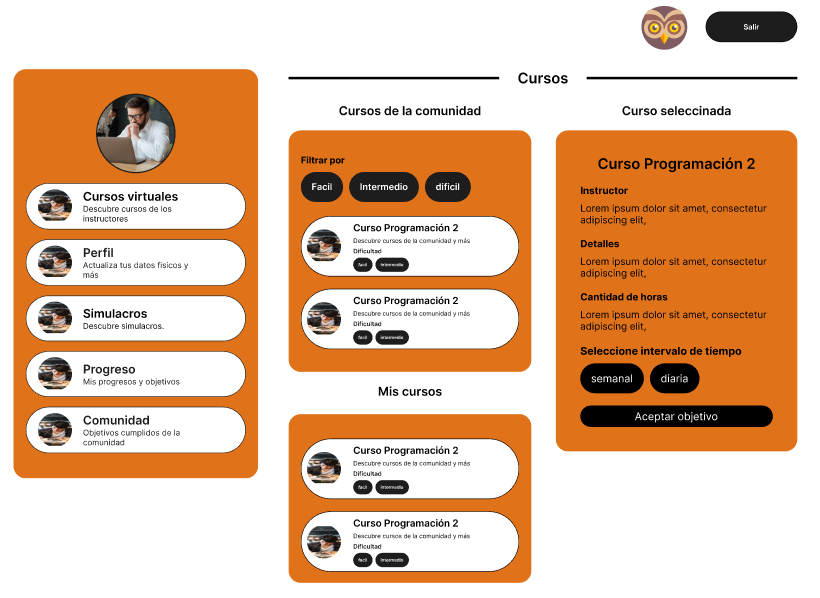 Salir
Cursos virtuales
Descubre cursos de los
instructores
Perfil
Actualiza tus datos físicos y
más
Simulacros
Descubre simulacros.
Progreso
Mis progresos y objetivos
Comunidad
Objetivos cumplidos de la
comunidad
Cursos
Cursos de la comunidad
Filtrar por
Facil Intermedio dificil
Curso Programación 2
Descubre cursos de la comunidad y más
Dificultad
facil intermedio
Curso Programación 2
Descubre cursos de la comunidad y más
Dificultad
facil intermedio
Mis cursos
Curso Programación 2
Descubre cursos de la comunidad y más
Dificultad
facil intermedio
Curso Programación 2
Descubre cursos de la comunidad y más
Dificultad
facil intermedio
Curso seleccinada
Curso Programación 2
Instructor
Lorem ipsum dolor sit amet, consectetur
adipiscing elit,
Detalles
Lorem ipsum dolor sit amet, consectetur
adipiscing elit,
Cantidad de horas
Lorem ipsum dolor sit amet, consectetur
adipiscing elit,
Seleccione intervalo de tiempo
semanal diaria
Aceptar objetivo